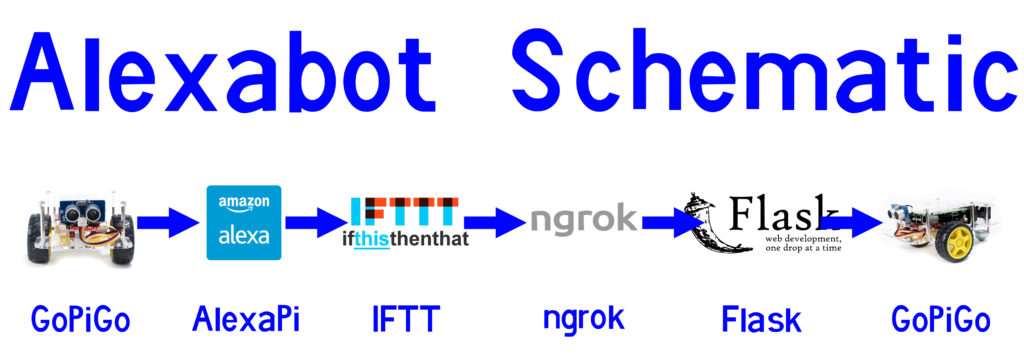 Alexabot Schematic
amazon
alexa
IFTTT
ifthisthenthat
ngrok
Flask
web development,
one drop at a time
GoPiGo AlexaPi IFTT ngrok Flask GoPiGo